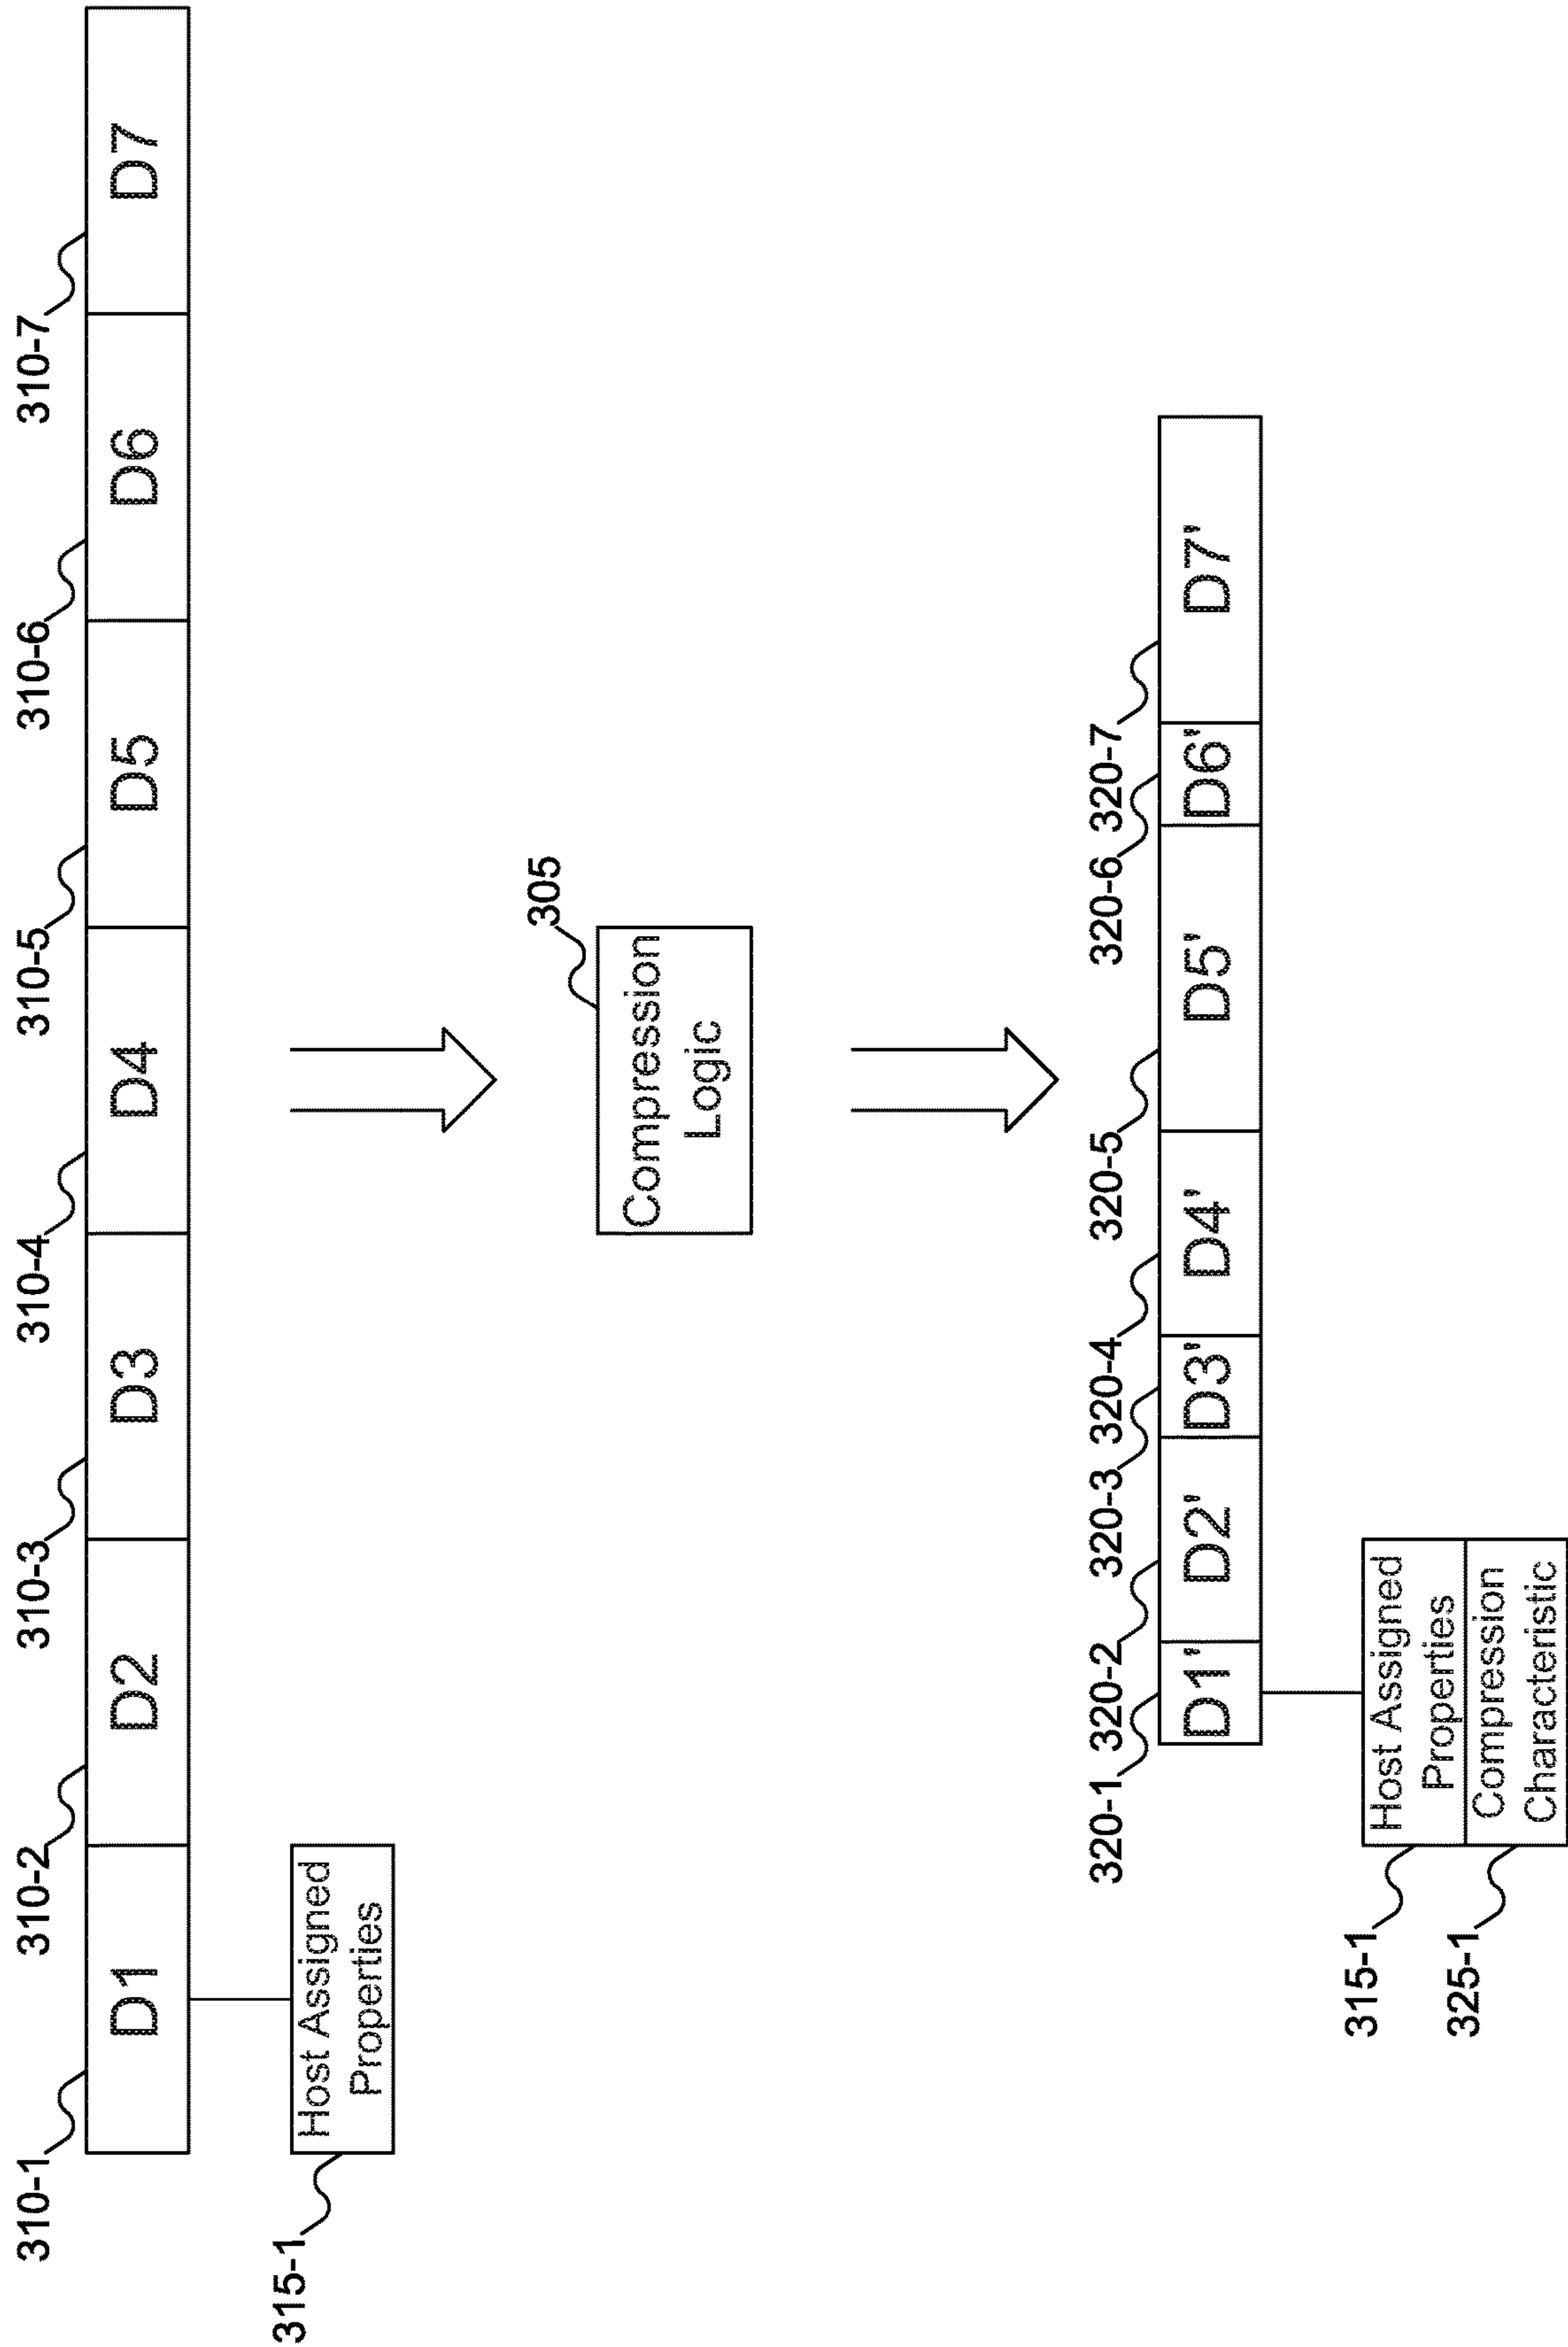 310-1
310-2
310-3
310-4
310-5
310-6
310-7
D1
D2
D3
D4
D5
D6
D7
315-1
Host Assigned
Properties
305
Compression
Logic
320-1
320-2
320-3
320-4
320-5
320-6
320-7
D1'
D2'
D3'
D4'
D5'
D6'
D7'
315-1
Host Assigned
Properties
325-1
Compression
Characteristic